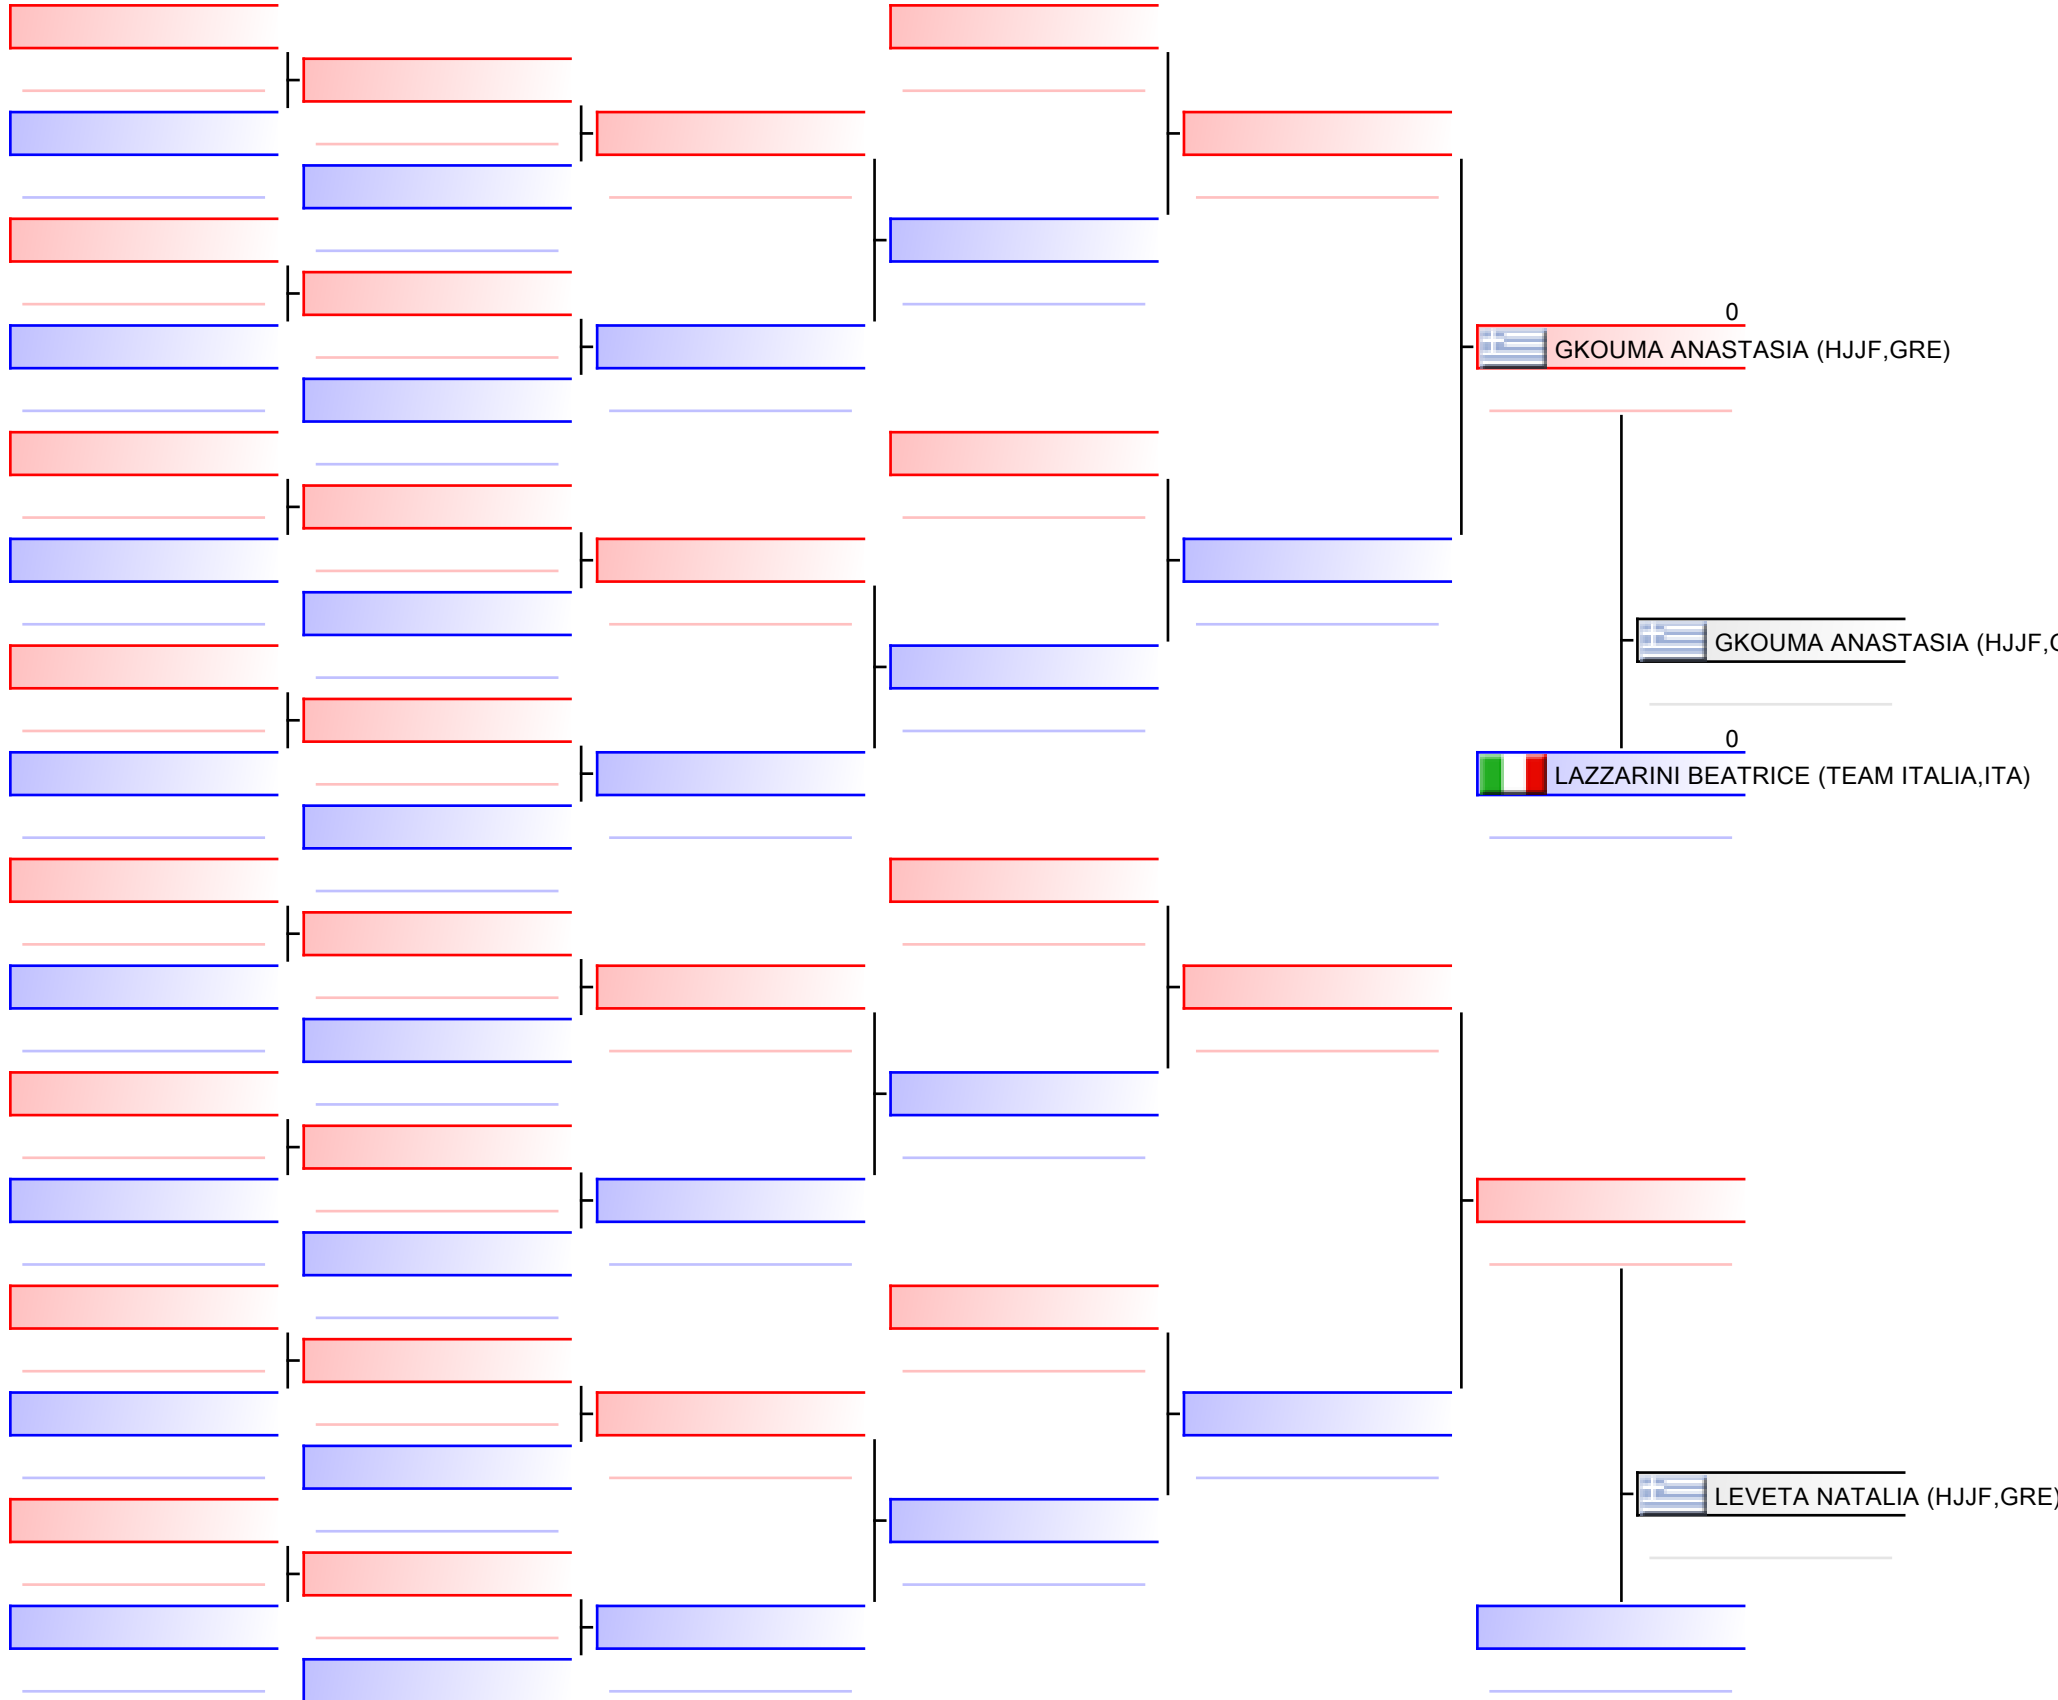 0
GKOUMA ANASTASIA (HJJF,GRE)
GKOUMA ANASTASIA (HJJF,
0
LAZZARINI BEATRICE (TEAM ITALIA,ITA)
LEVETA NATALIA (HJJF,GRE)